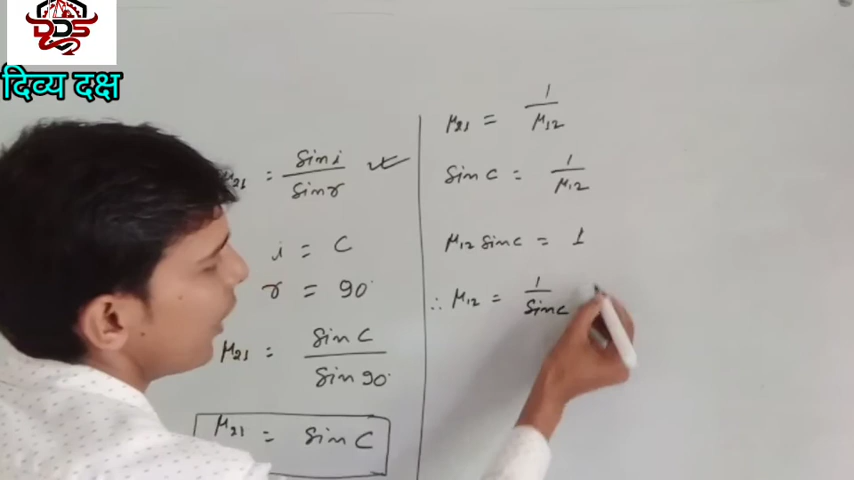 DDS
दिव्य दक्ष
μ21 = sin i / sin r
i = C
r = 90°
μ21 = sin C / sin 90°
μ21 = sin C
μ21 = 1 / μ12
sin C = 1 / μ12
μ12 sin C = 1
∴ μ12 = 1 / sin C